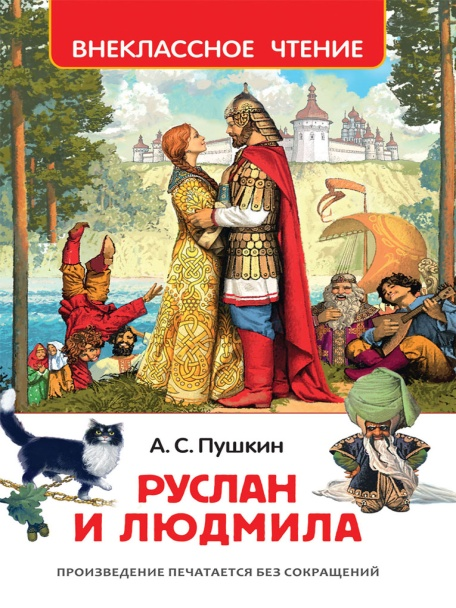 ВНЕКЛАССНОЕ ЧТЕНИЕ
А. С. Пушкин
РУСЛАН
И ЛЮДМИЛА
ПРОИЗВЕДЕНИЕ ПЕЧАТАЕТСЯ БЕЗ СОКРАЩЕНИЙ